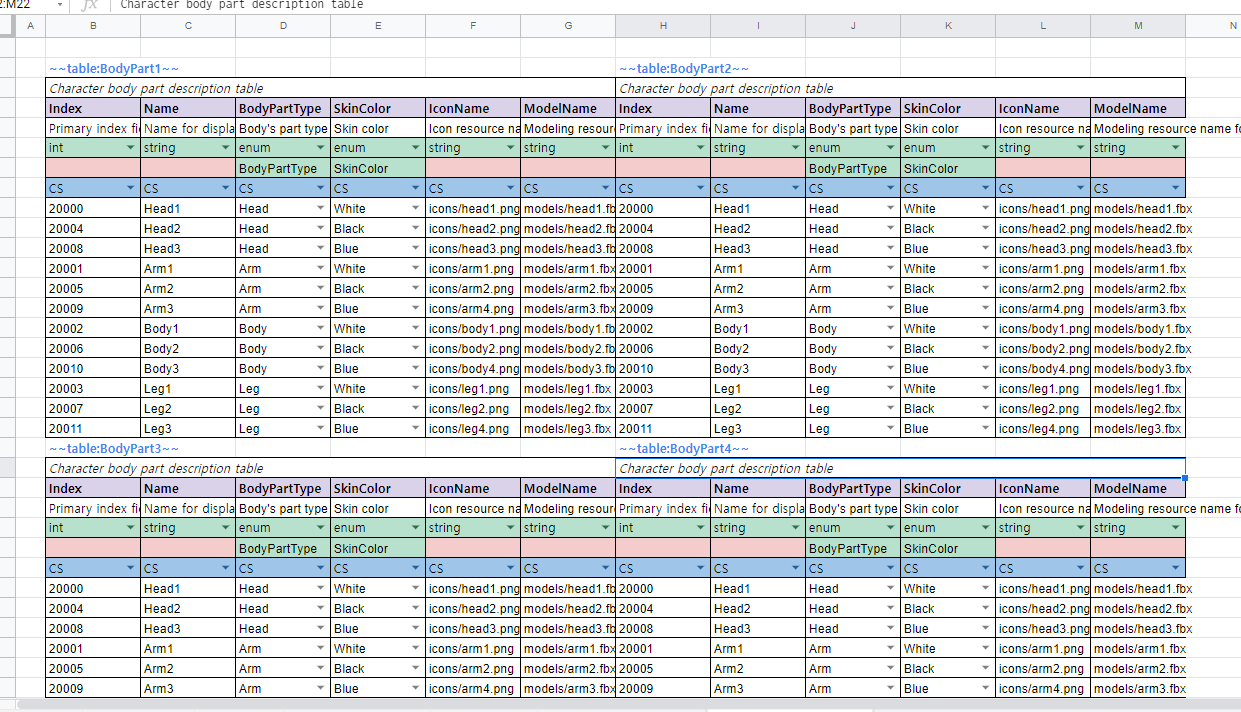 :M22 fx Character body part description table
A B C D E F G H I J K L M N
~~table:BodyPart1~~ ~~table:BodyPart2~~
Character body part description table Character body part description table
Index Name BodyPartType SkinColor IconName ModelName Index Name BodyPartType SkinColor IconName ModelName
Primary index fi Name for displa Body's part type Skin color Icon resource na Modeling resour Primary index fi Name for displa Body's part type Skin color Icon resource na Modeling resource name fo
int string enum enum string string int string enum enum string string
BodyPartType SkinColor BodyPartType SkinColor
CS CS CS CS CS CS CS CS CS CS CS CS
20000 Head1 Head White icons/head1.png models/head1.fb 20000 Head1 Head White icons/head1.png models/head1.fbx
20004 Head2 Head Black icons/head2.png models/head2.fb 20004 Head2 Head Black icons/head2.png models/head2.fbx
20008 Head3 Head Blue icons/head3.png models/head3.fb 20008 Head3 Head Blue icons/head3.png models/head3.fbx
20001 Arm1 Arm White icons/arm1.png models/arm1.fbx 20001 Arm1 Arm White icons/arm1.png models/arm1.fbx
20005 Arm2 Arm Black icons/arm2.png models/arm2.fbx 20005 Arm2 Arm Black icons/arm2.png models/arm2.fbx
20009 Arm3 Arm Blue icons/arm4.png models/arm3.fbx 20009 Arm3 Arm Blue icons/arm4.png models/arm3.fbx
20002 Body1 Body White icons/body1.png models/body1.fb 20002 Body1 Body White icons/body1.png models/body1.fbx
20006 Body2 Body Black icons/body2.png models/body2.fb 20006 Body2 Body Black icons/body2.png models/body2.fbx
20010 Body3 Body Blue icons/body4.png models/body3.fb 20010 Body3 Body Blue icons/body4.png models/body3.fbx
20003 Leg1 Leg White icons/leg1.png models/leg1.fbx 20003 Leg1 Leg White icons/leg1.png models/leg1.fbx
20007 Leg2 Leg Black icons/leg2.png models/leg2.fbx 20007 Leg2 Leg Black icons/leg2.png models/leg2.fbx
20011 Leg3 Leg Blue icons/leg4.png models/leg3.fbx 20011 Leg3 Leg Blue icons/leg4.png models/leg3.fbx
~~table:BodyPart3~~ ~~table:BodyPart4~~
Character body part description table Character body part description table
Index Name BodyPartType SkinColor IconName ModelName Index Name BodyPartType SkinColor IconName ModelName
Primary index fi Name for displa Body's part type Skin color Icon resource na Modeling resour Primary index fi Name for displa Body's part type Skin color Icon resource na Modeling resource name fo
int string enum enum string string int string enum enum string string
BodyPartType SkinColor BodyPartType SkinColor
CS CS CS CS CS CS CS CS CS CS CS CS
20000 Head1 Head White icons/head1.png models/head1.fb 20000 Head1 Head White icons/head1.png models/head1.fbx
20004 Head2 Head Black icons/head2.png models/head2.fb 20004 Head2 Head Black icons/head2.png models/head2.fbx
20008 Head3 Head Blue icons/head3.png models/head3.fb 20008 Head3 Head Blue icons/head3.png models/head3.fbx
20001 Arm1 Arm White icons/arm1.png models/arm1.fbx 20001 Arm1 Arm White icons/arm1.png models/arm1.fbx
20005 Arm2 Arm Black icons/arm2.png models/arm2.fbx 20005 Arm2 Arm Black icons/arm2.png models/arm2.fbx
20009 Arm3 Arm Blue icons/arm4.png models/arm3.fbx 20009 Arm3 Arm Blue icons/arm4.png models/arm3.fbx